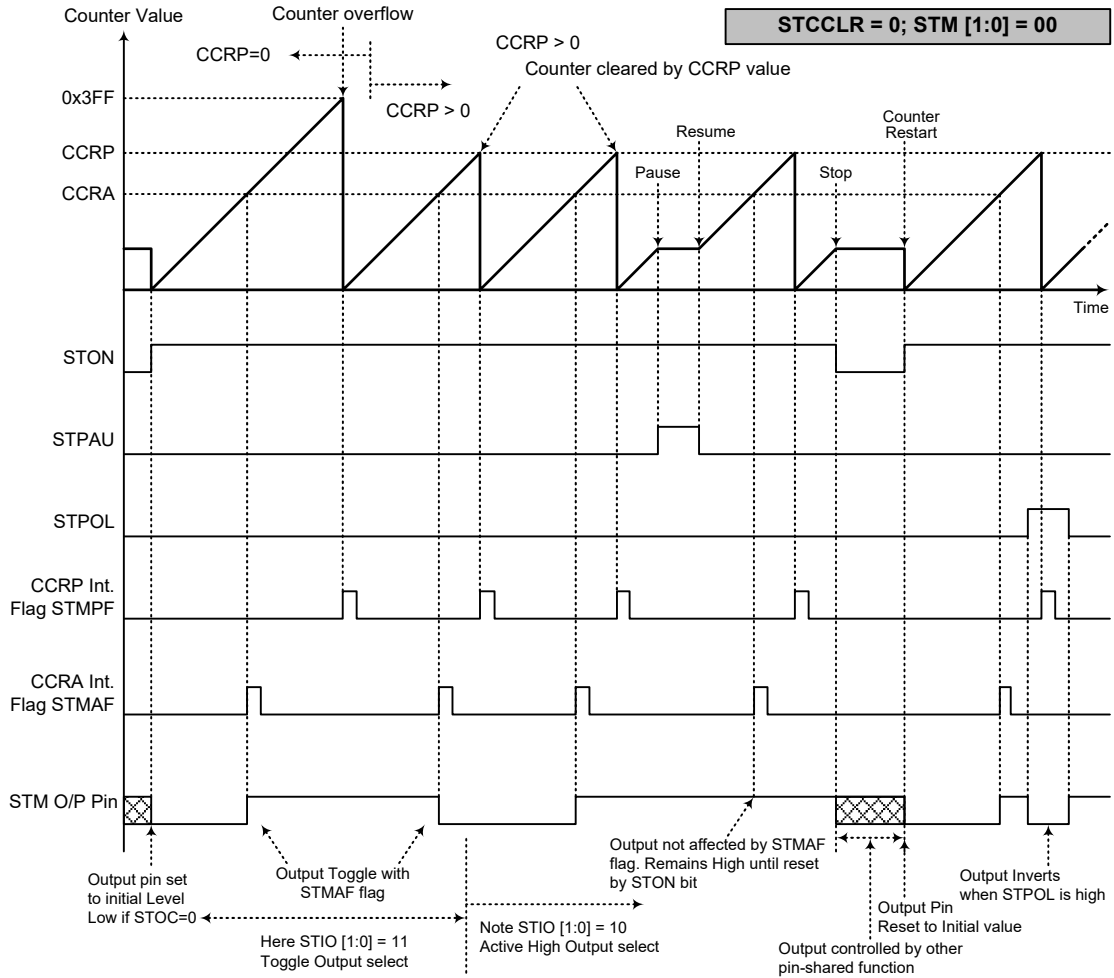 Counter Value
Counter overflow
STCCLR = 0; STM [1:0] = 00
CCRP=0
CCRP > 0
CCRP > 0
Counter cleared by CCRP value
0x3FF
CCRP
CCRA
Pause
Resume
Stop
Counter
Restart
Time
STON
STPAU
STPOL
CCRP Int.
Flag STMPF
CCRA Int.
Flag STMAF
STM O/P Pin
Output pin set
to initial Level
Low if STOC=0
Output Toggle with
STMAF flag
Here STIO [1:0] = 11
Toggle Output select
Note STIO [1:0] = 10
Active High Output select
Output not affected by STMAF
flag. Remains High until reset
by STON bit
Output controlled by other
pin-shared function
Output Pin
Reset to Initial value
Output Inverts
when STPOL is high